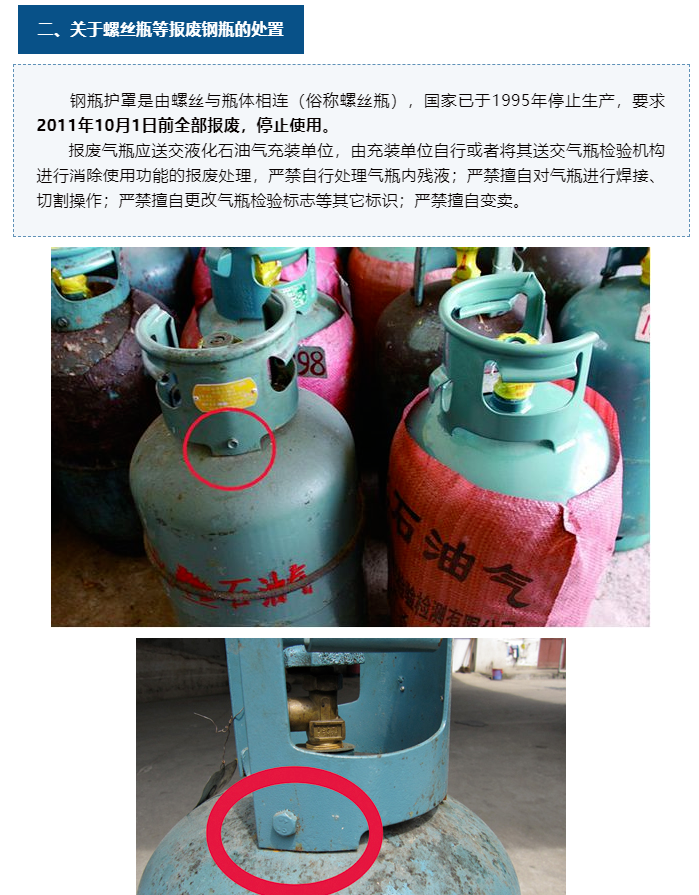 二、关于螺丝瓶等报废钢瓶的处置
钢瓶护罩是由螺丝与瓶体相连（俗称螺丝瓶），国家已于1995年停止生产，要求
2011年10月1日前全部报废，停止使用。
报废气瓶应送交液化石油气充装单位，由充装单位自行或者将其送交气瓶检验机构
进行消除使用功能的报废处理，严禁自行处理气瓶内残液；严禁擅自对气瓶进行焊接、
切割操作；严禁擅自更改气瓶检验标志等其它标识；严禁擅自变卖。
98
石油气
石油气
检测有限公司